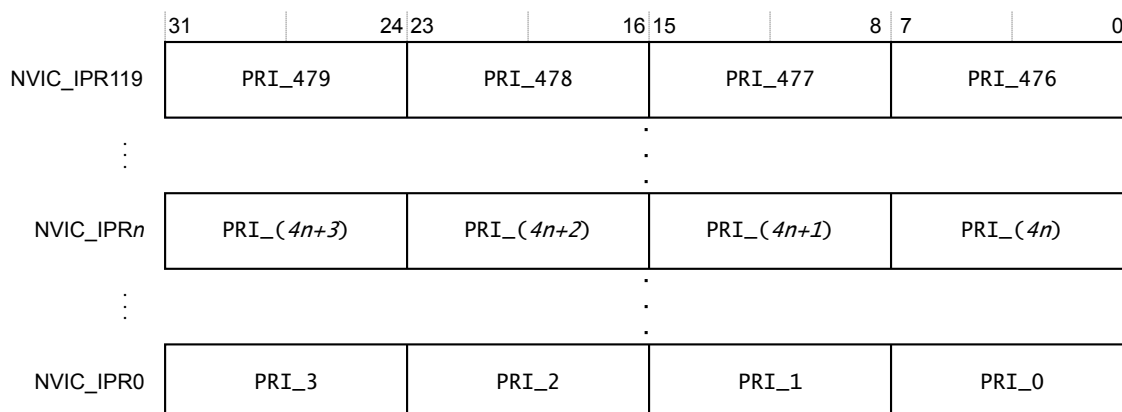 31 24 23 16 15 8 7 0
NVIC_IPR119 PRI_479 PRI_478 PRI_477 PRI_476
NVIC_IPRn PRI_(4n+3) PRI_(4n+2) PRI_(4n+1) PRI_(4n)
NVIC_IPR0 PRI_3 PRI_2 PRI_1 PRI_0